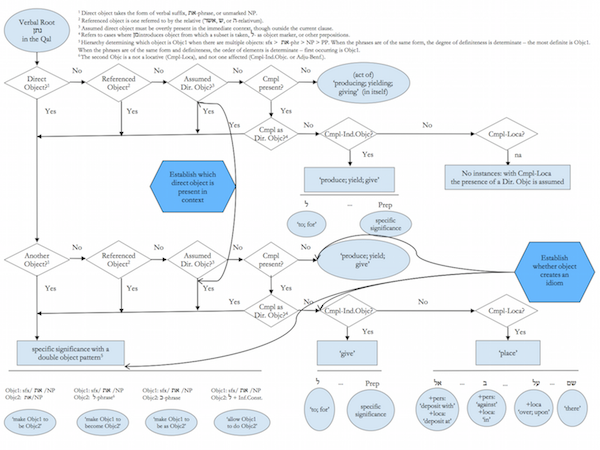 Verbal Root
נתן
in the Qal
¹ Direct object takes the form of verbal suffix, את-phrase, or unmarked NP.
² Referenced object is one referred to by the relative (ש, אשר, or ה relativum).
³ Assumed direct object must be overtly present in the immediate context, though outside the current clause.
⁴ Refers to cases where מן introduces object from which a subset is taken, ל as object marker, or other prepositions.
⁵ Hierarchy determining which object is Objc1 when there are multiple objects: sfx > את-phr > NP > PP. When the phrases are of the same form, the degree of definiteness is determinate – the most definite is Objc1.
When the phrases are of the same form and definiteness, the order of elements is determinate – first occurring is Objc1.
⁶ The second Objc is not a locative (Cmpl-Loca), and not one affected (Cmpl-Ind.Objc. or Adju-Benf.).
Direct Object?¹
No
Referenced Object²
No
Assumed Dir. Objc?³
No
Cmpl present?
No
(act of) 'producing; yielding; giving' (in itself)
Yes
Yes
Yes
Yes
Cmpl as Dir. Objc?⁴
No
Cmpl-Ind.Objc?
No
Cmpl-Loca?
Yes
na
Establish which direct object is present in context
'produce; yield; give'
No instances: with Cmpl-Loca the presence of a Dir. Objc is assumed
ל ... Prep
'to; for'
specific significance
Another Object?¹
No
Referenced Object²
No
Assumed Dir. Objc?³
No
Cmpl present?
No
'produce; yield; give'
Establish whether object creates an idiom
Yes
Yes
Yes
Yes
Cmpl as Dir. Objc?⁴
No
Cmpl-Ind.Objc?
No
Cmpl-Loca?
Yes
Yes
specific significance with a double object pattern⁵
'give'
'place'
Objc1: sfx/ את /NP
Objc2: את/NP
Objc1: sfx/ את /NP
Objc2: ל phrase⁶
Objc1: sfx/ את /NP
Objc2: כ-phrase
Objc1: sfx/ את /NP
Objc2: ל + Inf.Const.
ל ... Prep
אל ... ב ... על ... שם
'make Objc1 to be Objc2'
'make Objc1 to become Objc2'
'make Objc1 to be as Objc2'
'allow Objc1 to do Objc2'
'to; for'
specific significance
+pers: 'deposit with' +loca: 'deposit at'
+pers: 'against' +loca: 'in'
+loca 'over; upon'
'there'